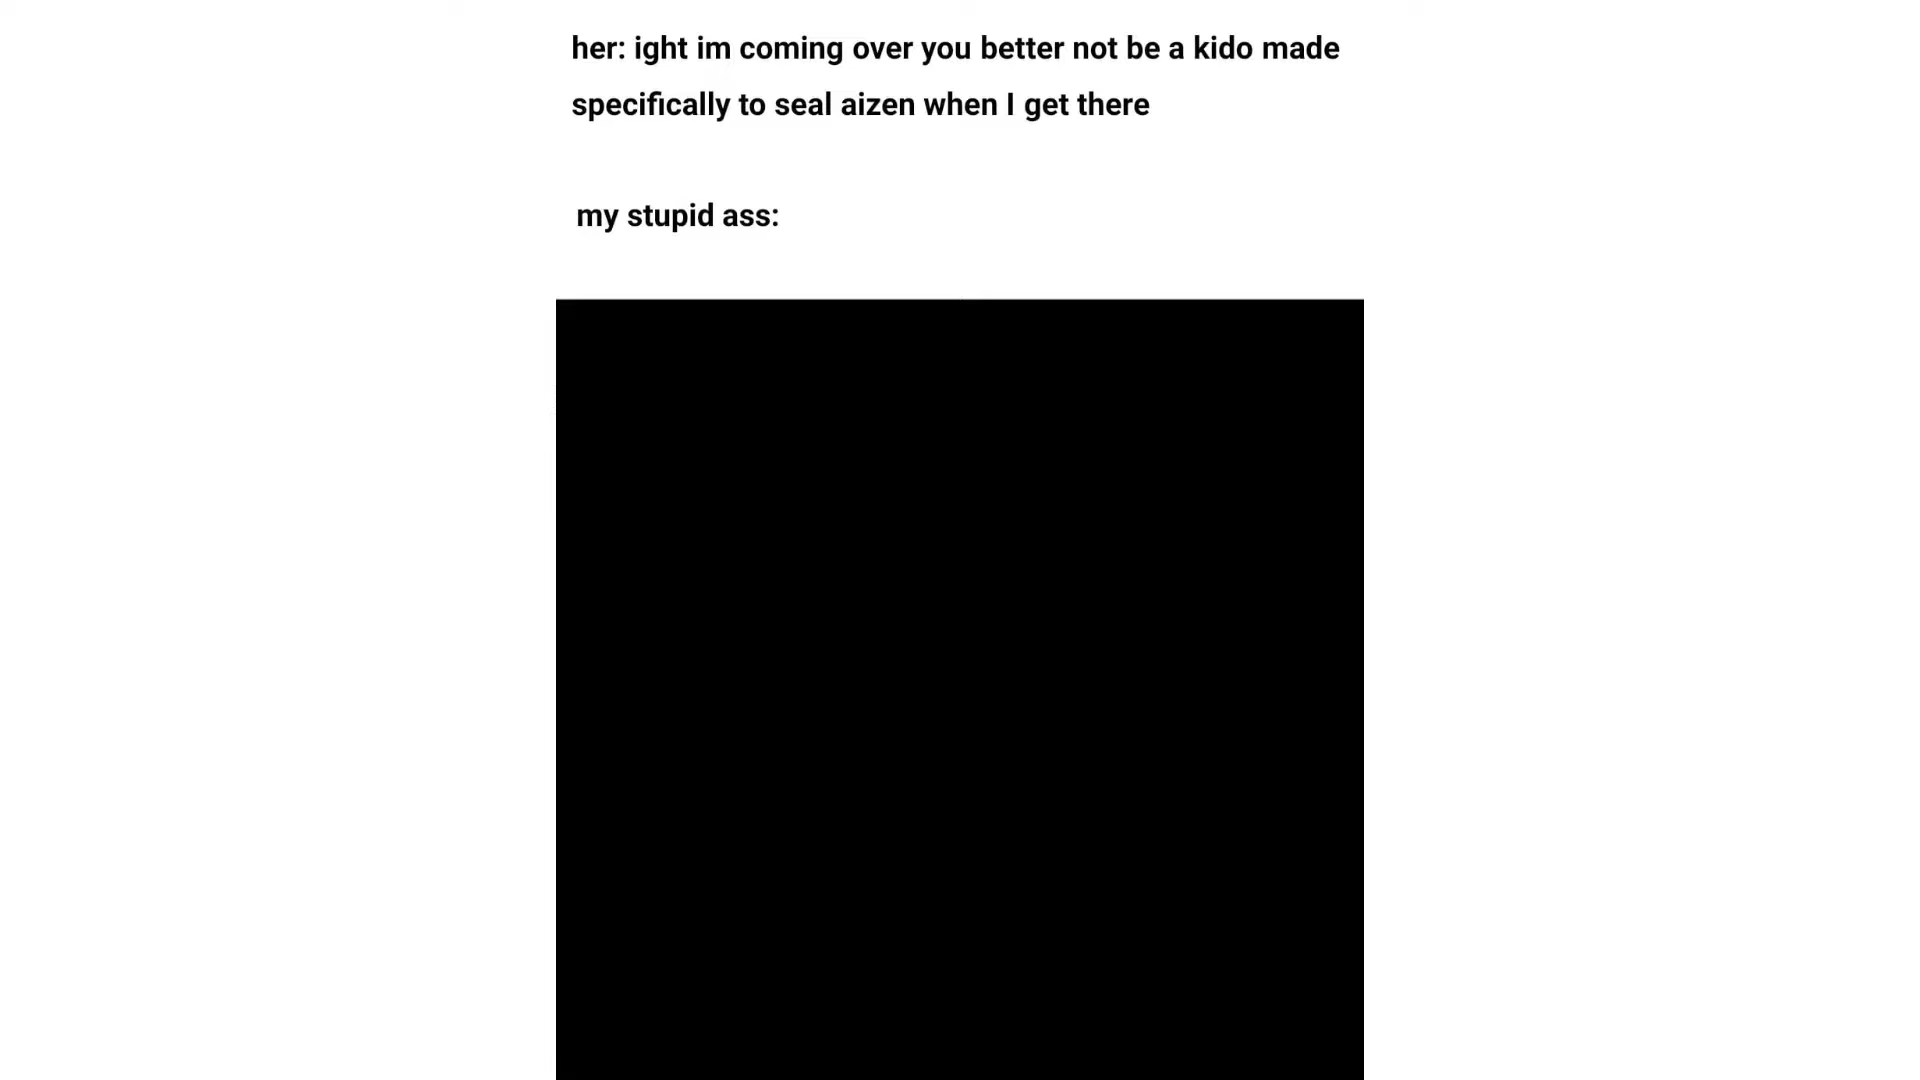 her: ight im coming over you better not be a kido made
specifically to seal aizen when I get there
my stupid ass: